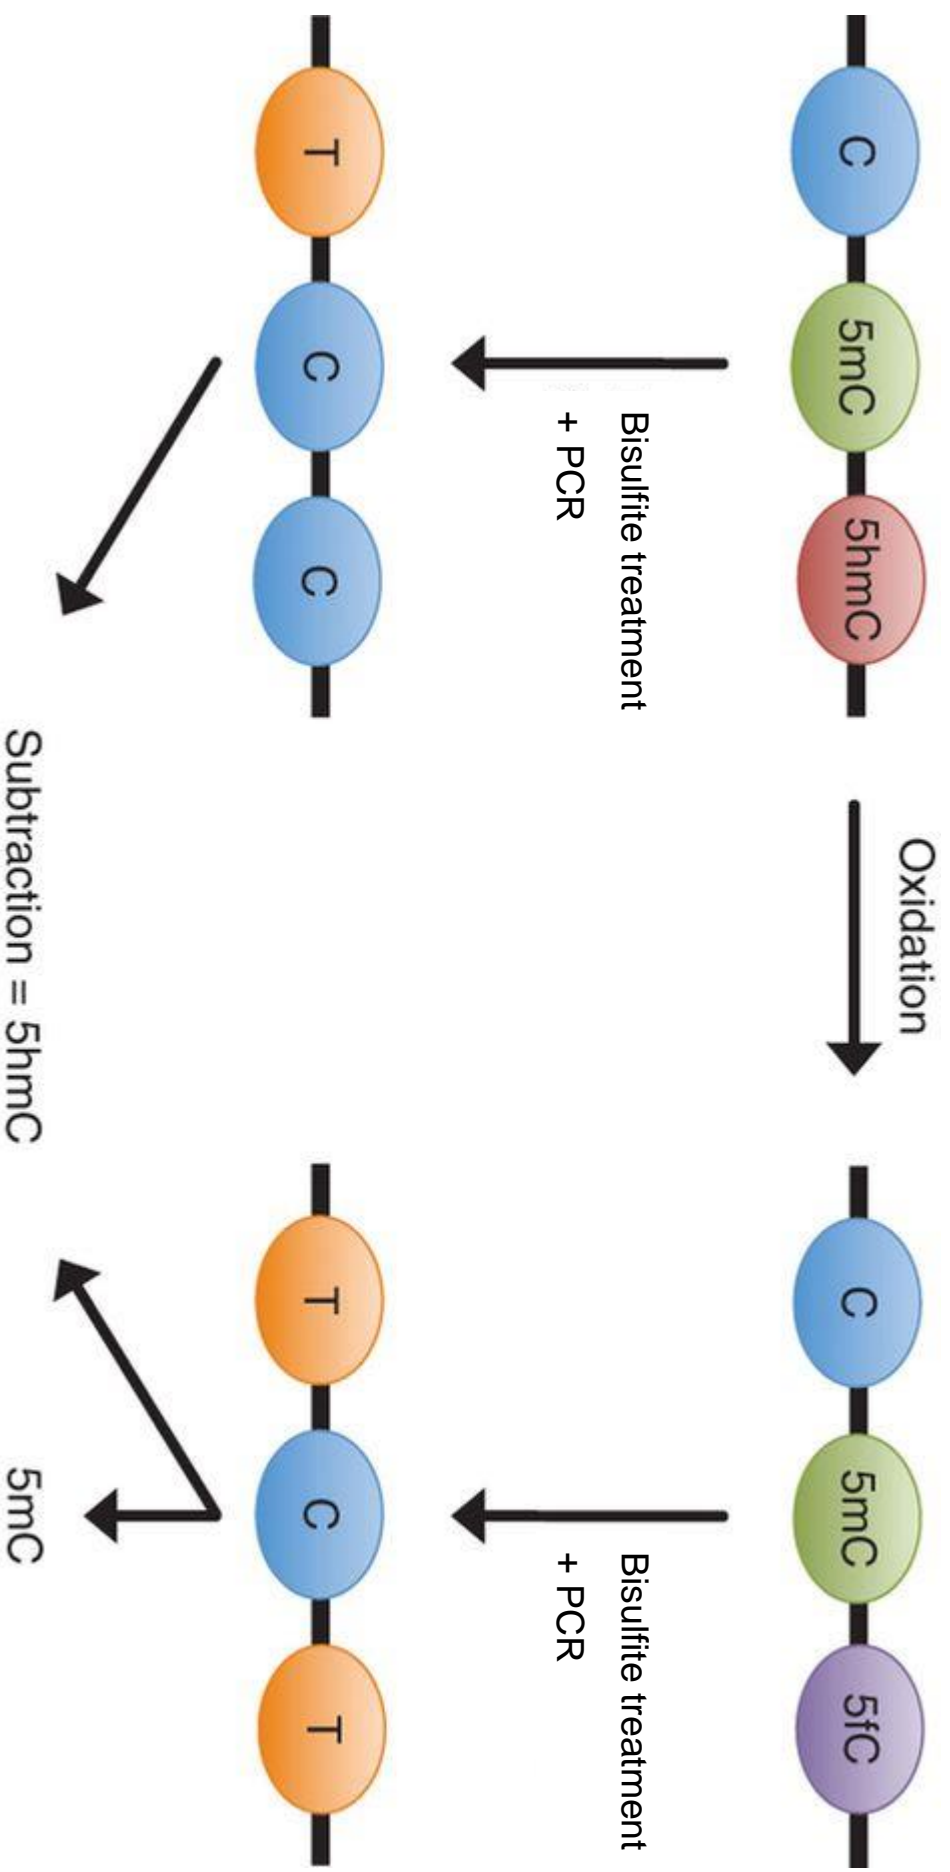 Oxidation
C 5mC 5hmC
C 5mC 5fC
Bisulfite treatment
+ PCR
Bisulfite treatment
+ PCR
T C C
T C T
Subtraction = 5hmC
5mC